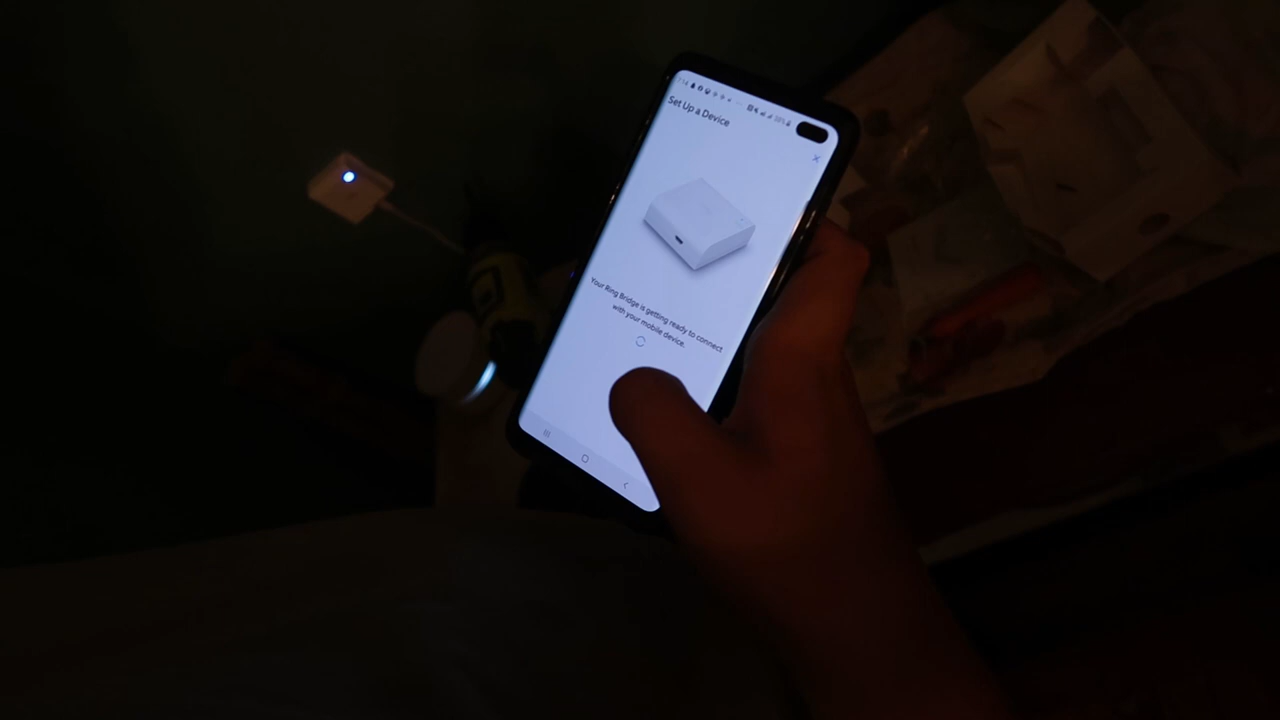 Set Up a Device
Your Ring Bridge is getting ready to connect
with your mobile device.